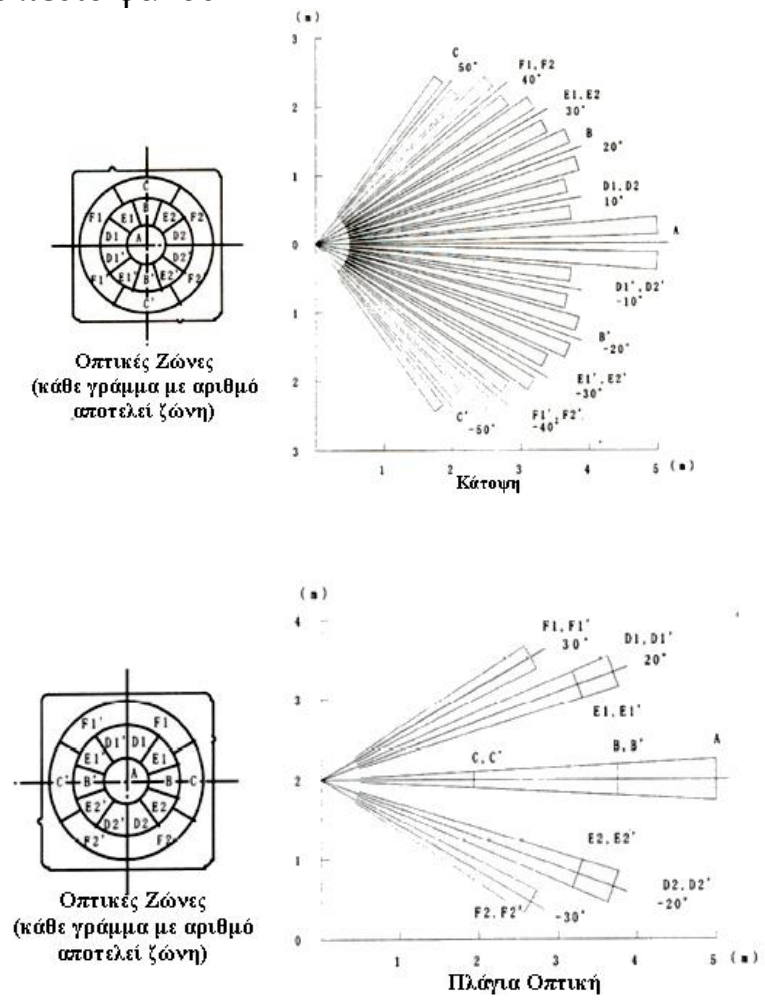 (m)
3
2
1
0
1
2
3
C
50°
F1, F2
40°
E1, E2
30°
B
20°
D1, D2
10°
A
D1', D2'
-10°
B'
-20°
E1', E2'
-30°
F1', F2'
-40°
C'
-50°
1 2 3 4 5 (m)
Κάτοψη
C
B
F1 E1 E2 F2
D1 A D2
D1' D2'
F1' E1' B' E2' F2'
C'
Οπτικές Ζώνες
(κάθε γράμμα με αριθμό
αποτελεί ζώνη)
(m)
4
3
2
1
0
F1, F1'
30°
D1, D1'
20°
E1, E1'
A
B, B'
C, C'
E2, E2'
D2, D2'
-20°
F2, F2'
-30°
1 2 3 4 5 (m)
Πλάγια Οπτική
F1' F1
D1' D1
E1' E1
C' B' A B C
E2' E2
D2' D2
F2' F2
Οπτικές Ζώνες
(κάθε γράμμα με αριθμό
αποτελεί ζώνη)